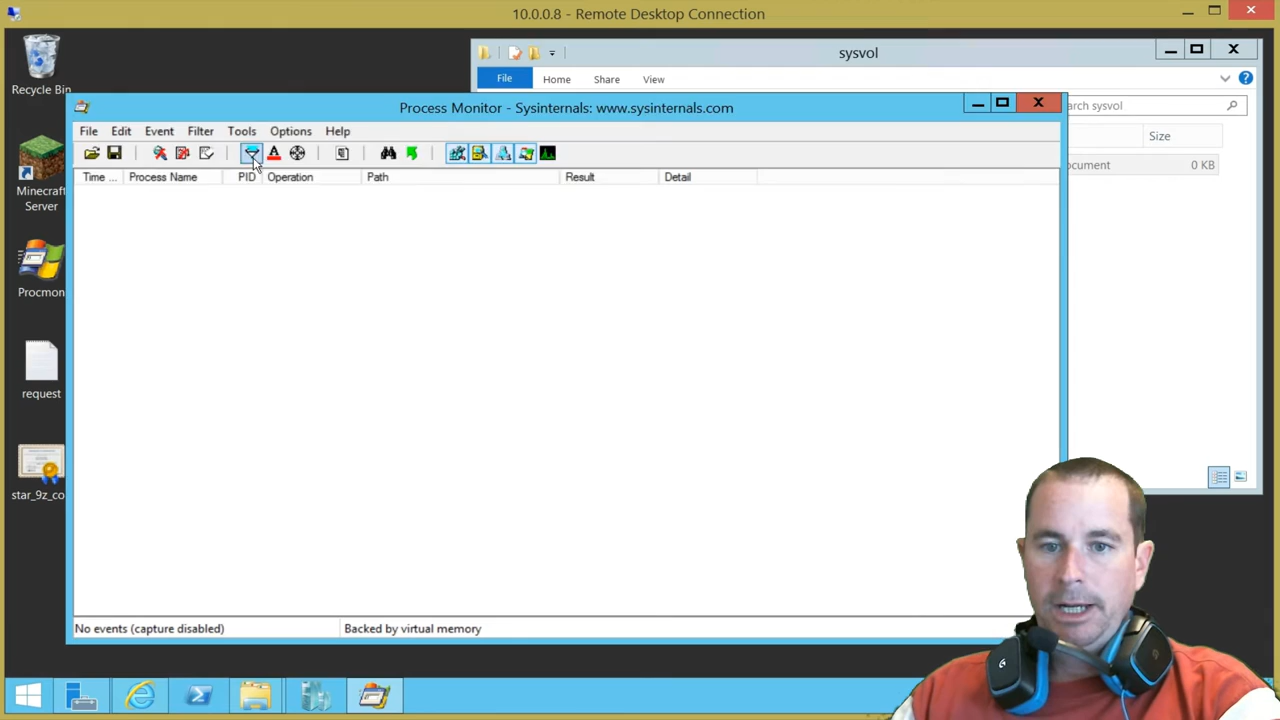 10.0.0.8 - Remote Desktop Connection
Recycle Bin
sysvol
File Home Share View
arch sysvol
Size
ocument 0 KB
Process Monitor - Sysinternals: www.sysinternals.com
File Edit Event Filter Tools Options Help
Time ... Process Name PID Operation Path Result Detail
Minecraft
Server
Procmon
request
star_9z_co
No events (capture disabled) Backed by virtual memory